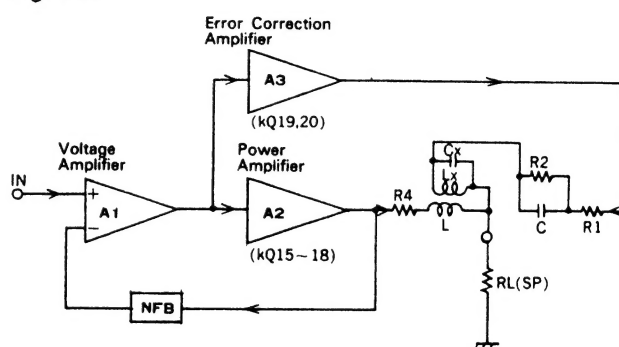 Error Correction
Amplifier
A3
(kQ19,20)
Voltage
Amplifier
Power
Amplifier
Cx
Lx
R2
IN
+
A1
−
A2
R4
L
C
R1
(kQ15~18)
RL(SP)
NFB